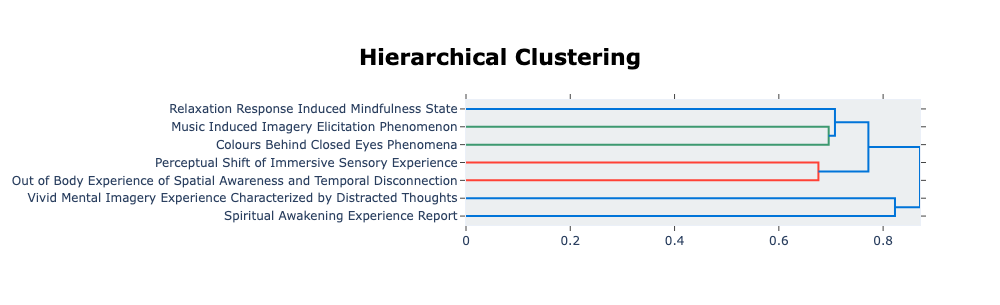 Hierarchical Clustering
Relaxation Response Induced Mindfulness State
Music Induced Imagery Elicitation Phenomenon
Colours Behind Closed Eyes Phenomena
Perceptual Shift of Immersive Sensory Experience
Out of Body Experience of Spatial Awareness and Temporal Disconnection
Vivid Mental Imagery Experience Characterized by Distracted Thoughts
Spiritual Awakening Experience Report
0 0.2 0.4 0.6 0.8